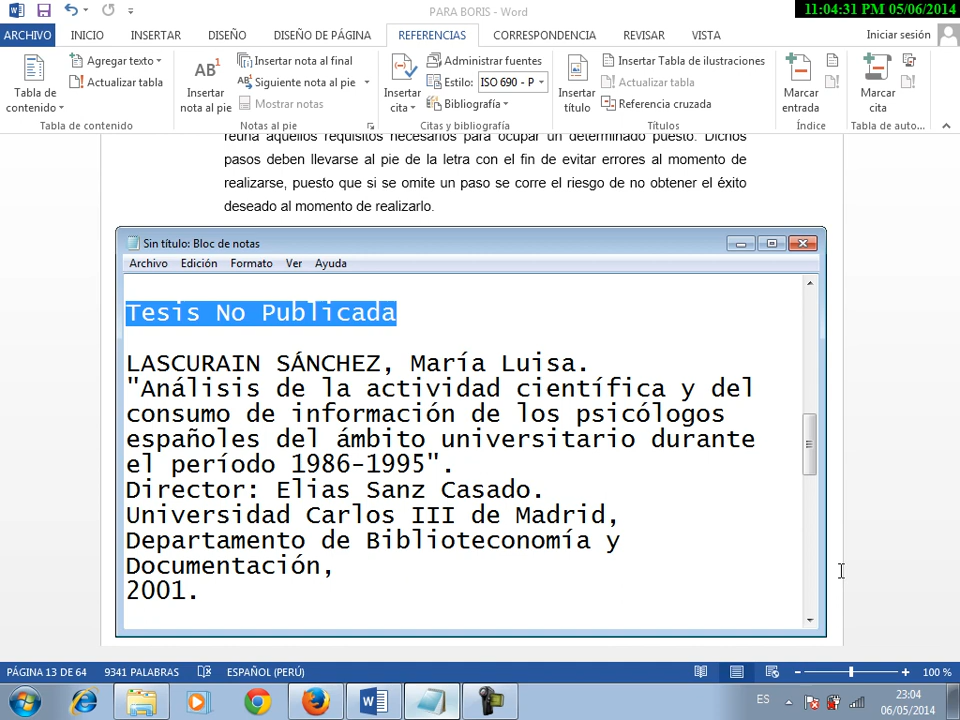 PARA BORIS - Word
11:04:31 PM 05/06/2014
ARCHIVO INICIO INSERTAR DISEÑO DISEÑO DE PÁGINA REFERENCIAS CORRESPONDENCIA REVISAR VISTA Iniciar sesión
Tabla de contenido
Agregar texto
Actualizar tabla
Tabla de contenido
AB1
Insertar nota al pie
Insertar nota al final
Siguiente nota al pie
Mostrar notas
Notas al pie
Insertar cita
Administrar fuentes
Estilo: ISO 690 - P
Bibliografía
Citas y bibliografía
Insertar título
Insertar Tabla de ilustraciones
Actualizar tabla
Referencia cruzada
Títulos
Marcar entrada
Índice
Marcar cita
Tabla de auto...
reúna aquellos requisitos necesarios para ocupar un determinado puesto. Dichos
pasos deben llevarse al pie de la letra con el fin de evitar errores al momento de
realizarse, puesto que si se omite un paso se corre el riesgo de no obtener el éxito
deseado al momento de realizarlo.
Sin título: Bloc de notas
Archivo Edición Formato Ver Ayuda
Tesis No Publicada
LASCURAIN SÁNCHEZ, María Luisa.
"Análisis de la actividad científica y del
consumo de información de los psicólogos
españoles del ámbito universitario durante
el período 1986-1995".
Director: Elias Sanz Casado.
Universidad Carlos III de Madrid,
Departamento de Biblioteconomía y
Documentación,
2001.
PÁGINA 13 DE 64 9341 PALABRAS ESPAÑOL (PERÚ) 100 %
ES
23:04
06/05/2014